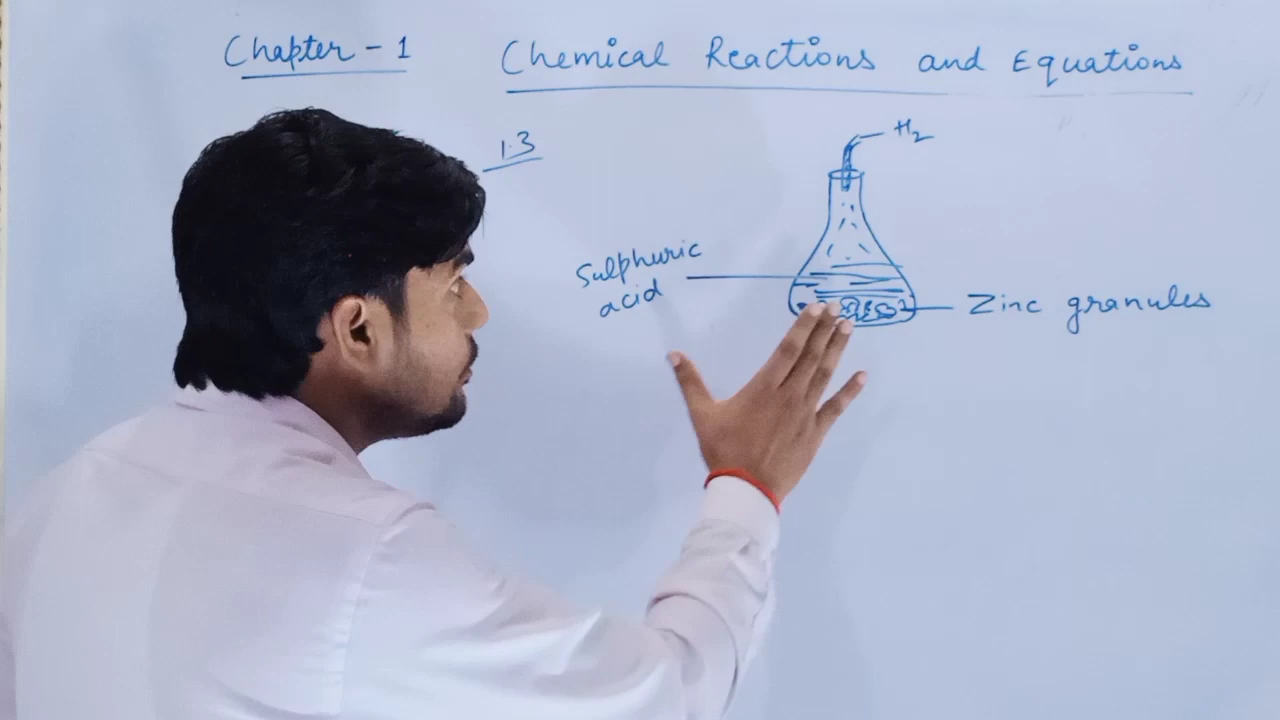 Chapter - 1
Chemical Reactions and Equations
1.3
H2
Sulphuric
acid
Zinc granules